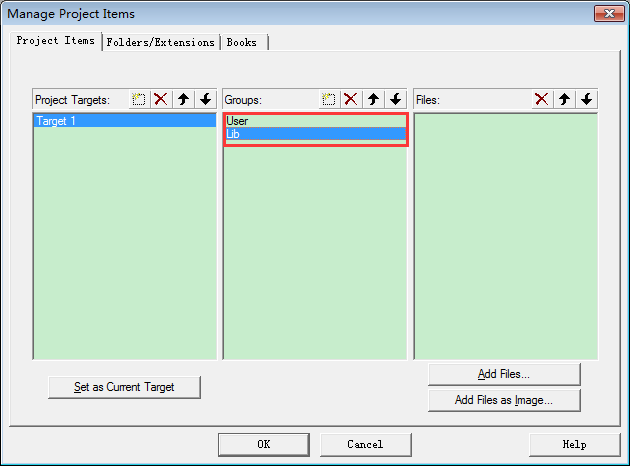 Manage Project Items
Project Items Folders/Extensions Books
Project Targets: Groups: Files:
Target 1 User
Lib
Set as Current Target
Add Files...
Add Files as Image...
OK Cancel Help